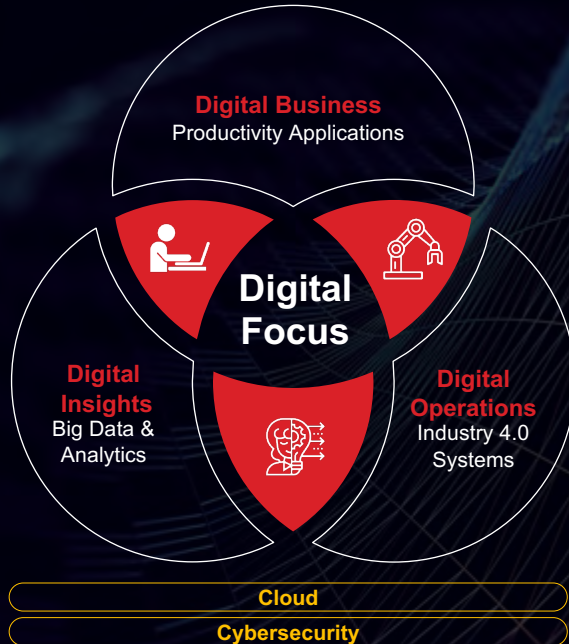 Digital Business
Productivity Applications
Digital
Focus
Digital
Insights
Big Data &
Analytics
Digital
Operations
Industry 4.0
Systems
Cloud
Cybersecurity